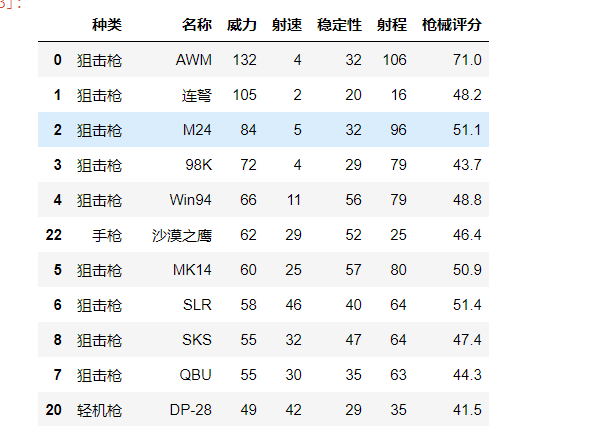 3]:
种类 名称 威力 射速 稳定性 射程 枪械评分
0 狙击枪 AWM 132 4 32 106 71.0
1 狙击枪 连弩 105 2 20 16 48.2
2 狙击枪 M24 84 5 32 96 51.1
3 狙击枪 98K 72 4 29 79 43.7
4 狙击枪 Win94 66 11 56 79 48.8
22 手枪 沙漠之鹰 62 29 52 25 46.4
5 狙击枪 MK14 60 25 57 80 50.9
6 狙击枪 SLR 58 46 40 64 51.4
8 狙击枪 SKS 55 32 47 64 47.4
7 狙击枪 QBU 55 30 35 63 44.3
20 轻机枪 DP-28 49 42 29 35 41.5